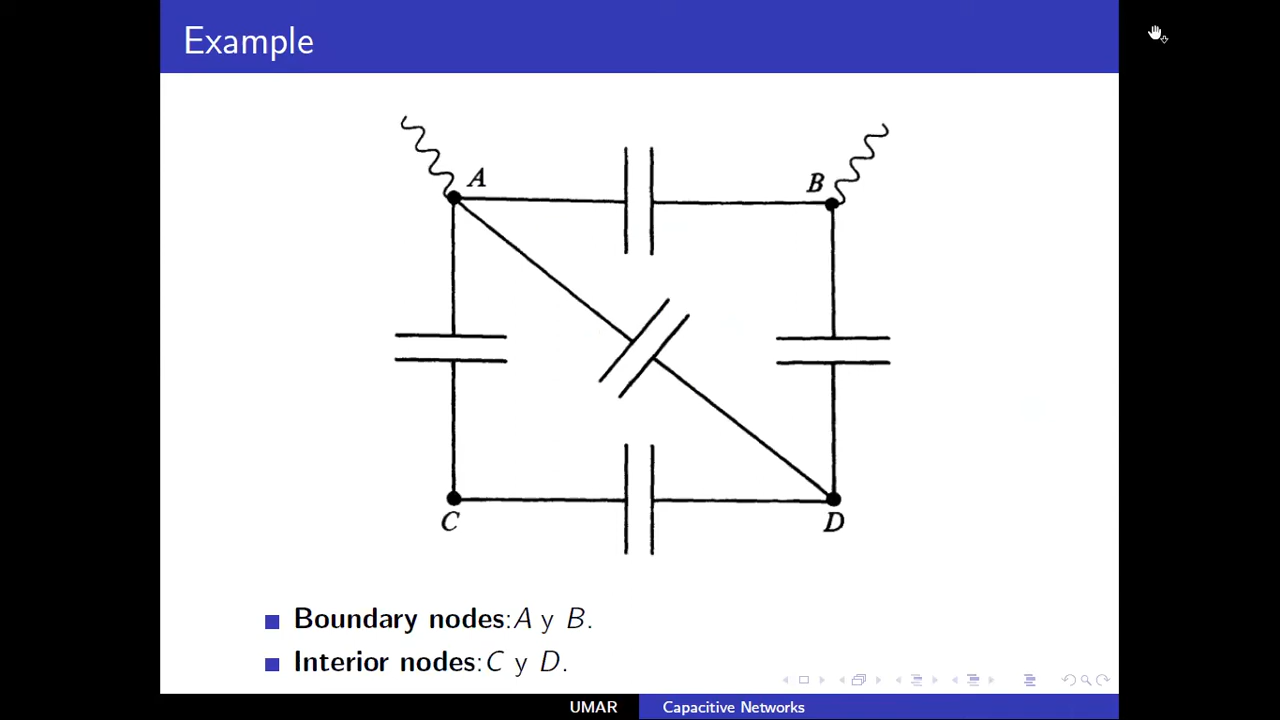 Example
A
B
C
D
Boundary nodes:A y B.
Interior nodes:C y D.
UMAR
Capacitive Networks